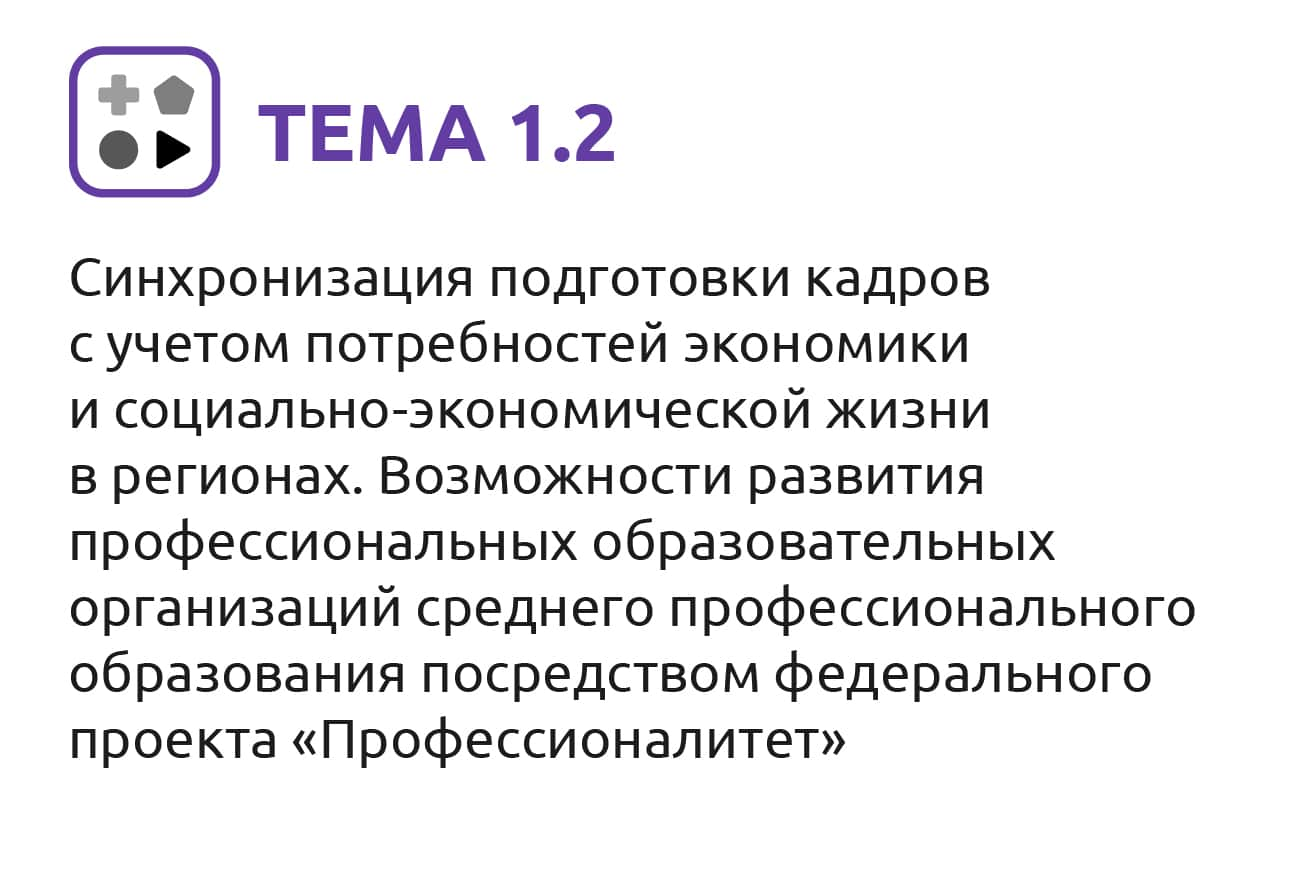 ТЕМА 1.2
Синхронизация подготовки кадров
с учетом потребностей экономики
и социально-экономической жизни
в регионах. Возможности развития
профессиональных образовательных
организаций среднего профессионального
образования посредством федерального
проекта «Профессионалитет»